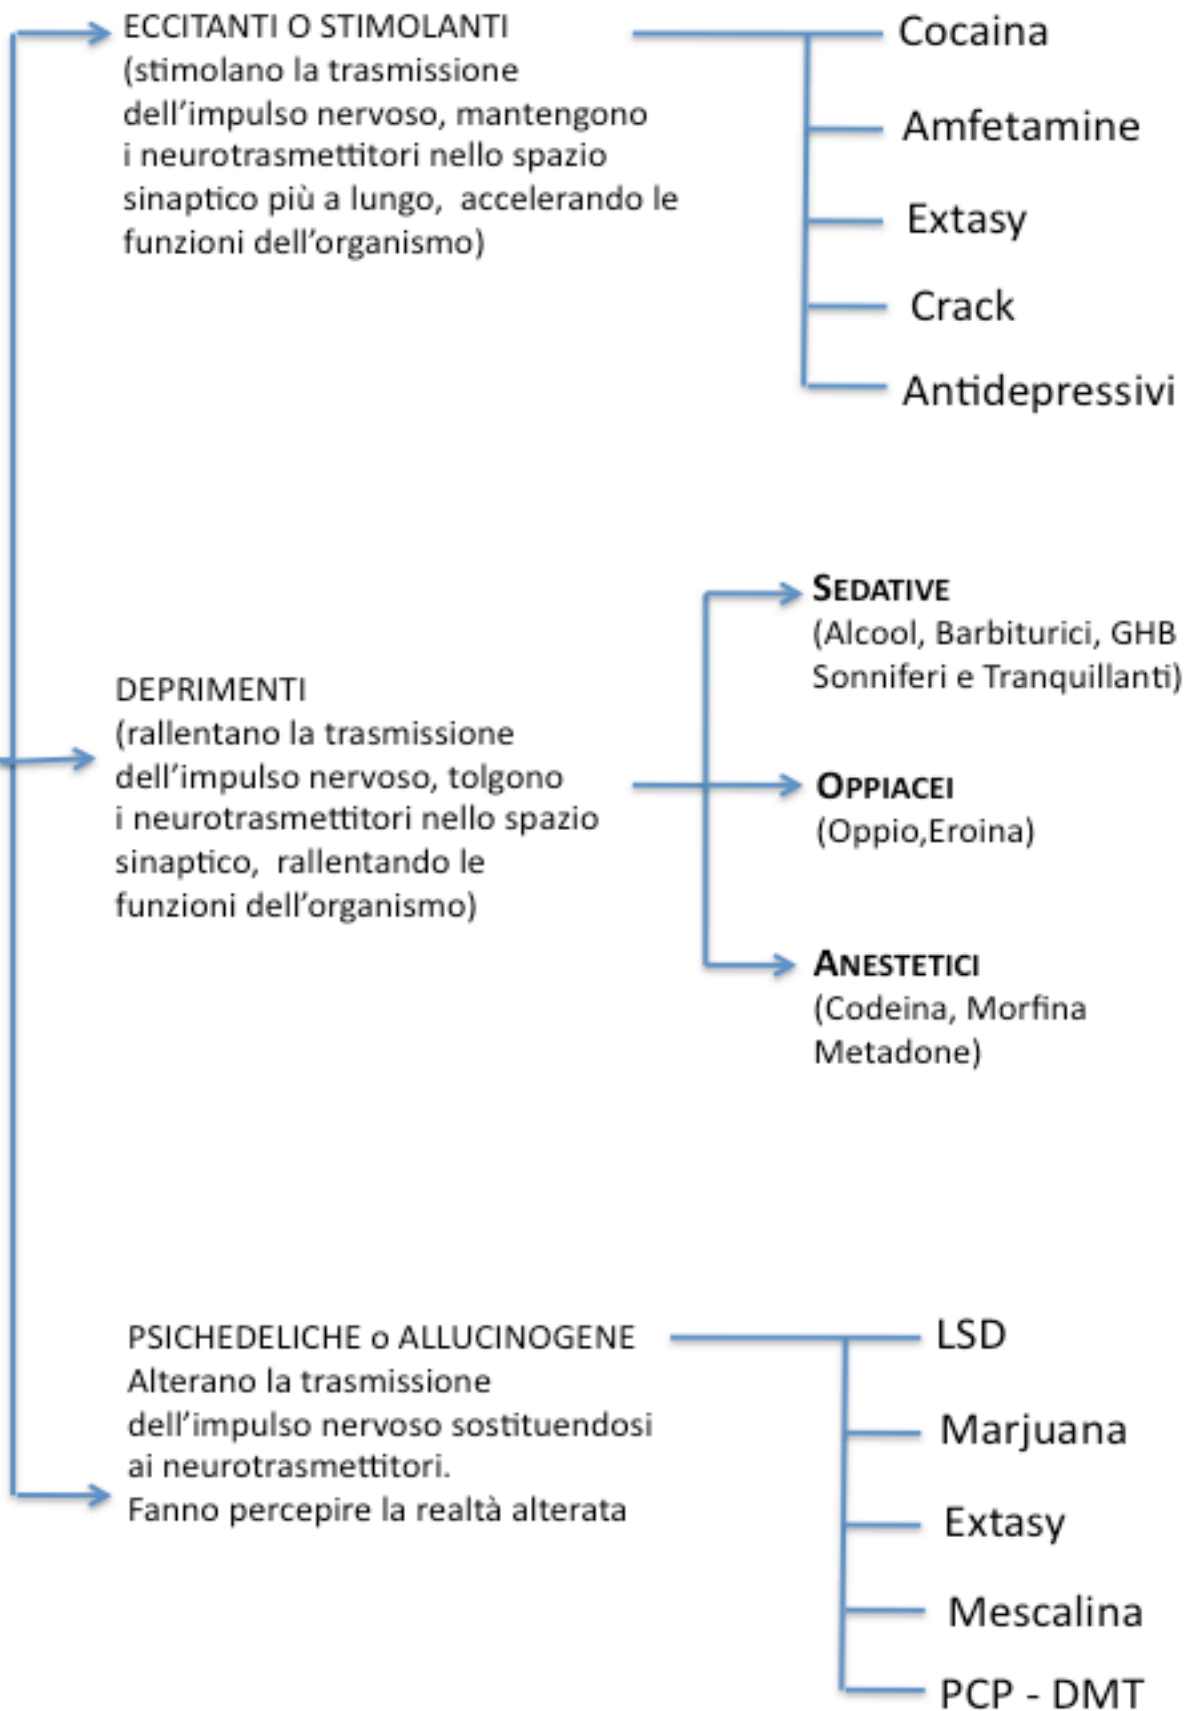 ECCITANTI O STIMOLANTI
(stimolano la trasmissione
dell'impulso nervoso, mantengono
i neurotrasmettitori nello spazio
sinaptico più a lungo, accelerando le
funzioni dell'organismo)
Cocaina
Amfetamine
Extasy
Crack
Antidepressivi
DEPRIMENTI
(rallentano la trasmissione
dell'impulso nervoso, tolgono
i neurotrasmettitori nello spazio
sinaptico, rallentando le
funzioni dell'organismo)
SEDATIVE
(Alcool, Barbiturici, GHB
Sonniferi e Tranquillanti)
OPPIACEI
(Oppio,Eroina)
ANESTETICI
(Codeina, Morfina
Metadone)
PSICHEDELICHE o ALLUCINOGENE
Alterano la trasmissione
dell'impulso nervoso sostituendosi
ai neurotrasmettitori.
Fanno percepire la realtà alterata
LSD
Marjuana
Extasy
Mescalina
PCP - DMT